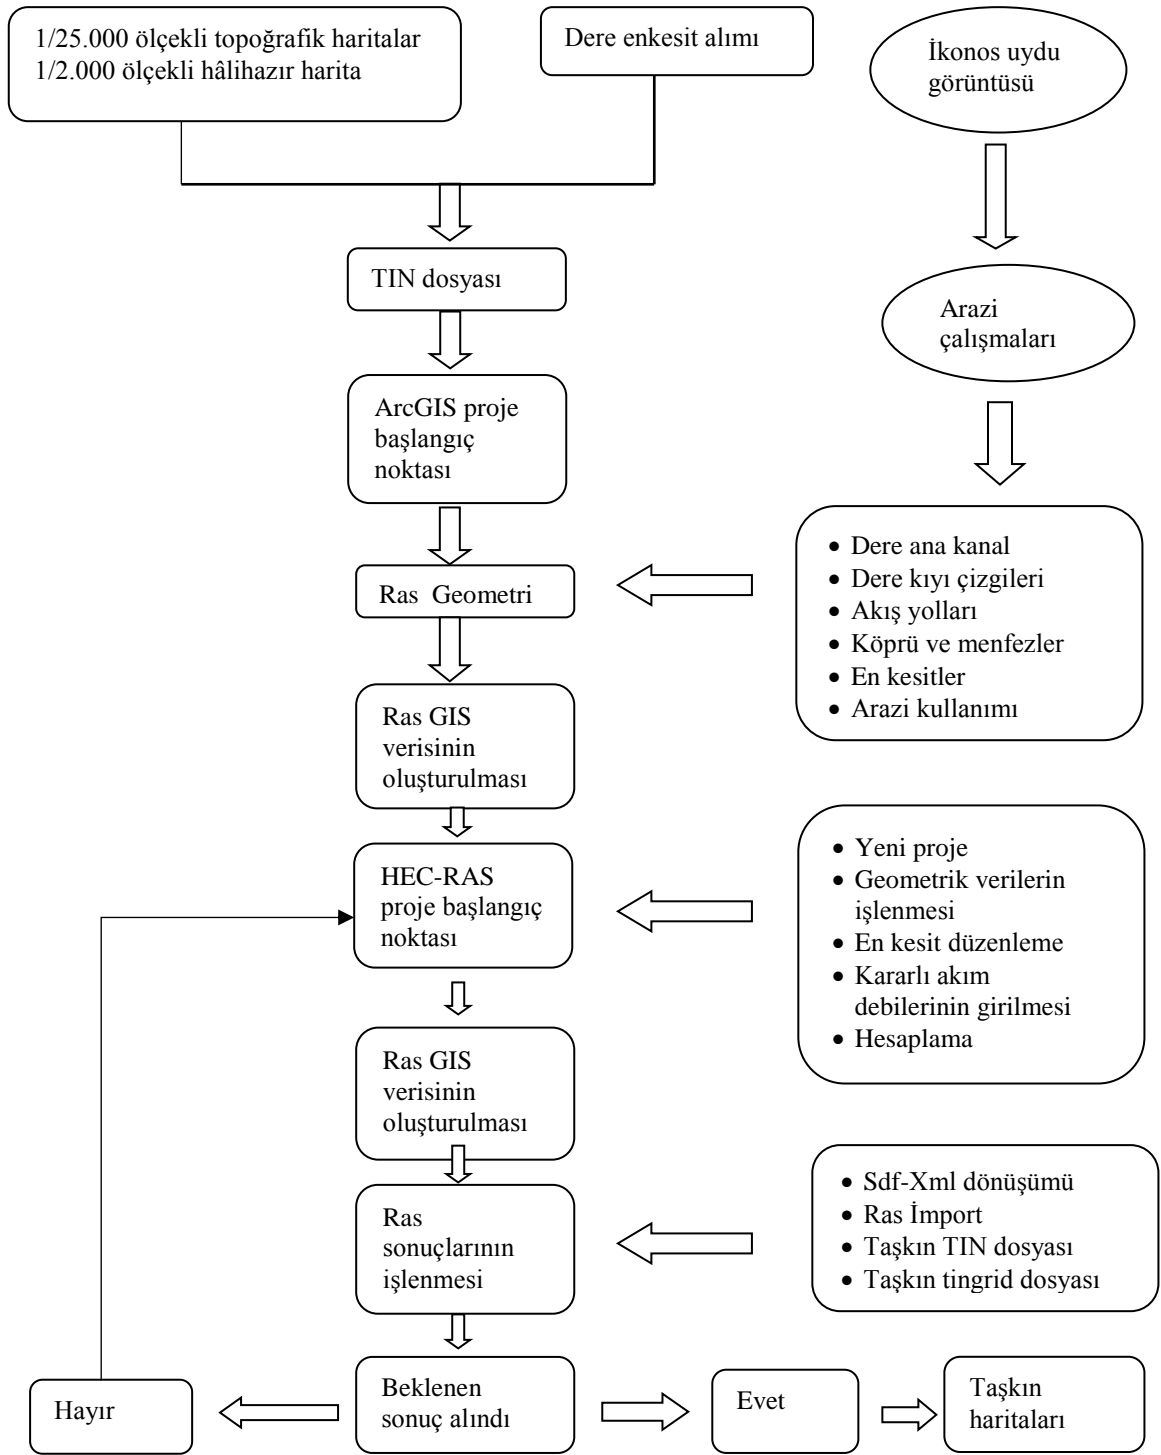 1/25.000 ölçekli topoğrafik haritalar
1/2.000 ölçekli hâlihazır harita
Dere enkesit alımı
İkonos uydu
görüntüsü
TIN dosyası
Arazi
çalışmaları
ArcGIS proje
başlangıç
noktası
Ras Geometri
• Dere ana kanal
• Dere kıyı çizgileri
• Akış yolları
• Köprü ve menfezler
• En kesitler
• Arazi kullanımı
Ras GIS
verisinin
oluşturulması
HEC-RAS
proje başlangıç
noktası
• Yeni proje
• Geometrik verilerin
işlenmesi
• En kesit düzenleme
• Kararlı akım
debilerinin girilmesi
• Hesaplama
Ras GIS
verisinin
oluşturulması
Ras
sonuçlarının
işlenmesi
• Sdf-Xml dönüşümü
• Ras İmport
• Taşkın TIN dosyası
• Taşkın tingrid dosyası
Hayır
Beklenen
sonuç alındı
Evet
Taşkın
haritaları